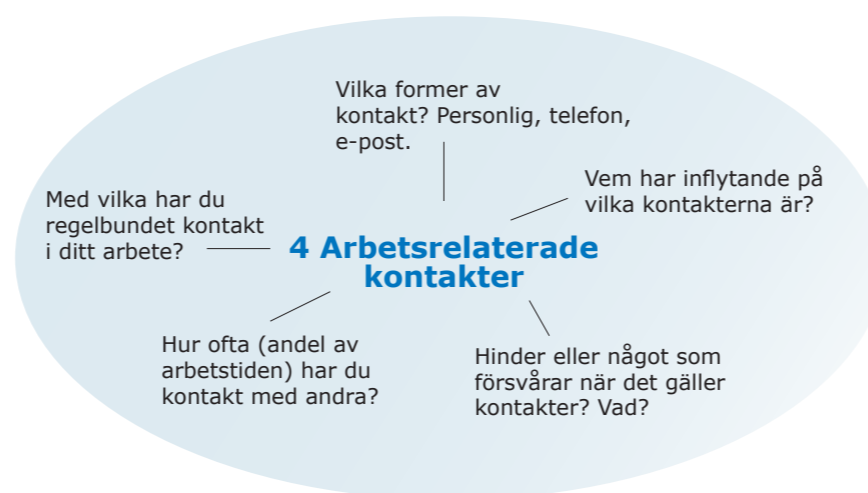 Vilka former av
kontakt? Personlig, telefon,
e-post.
Vem har inflytande på
vilka kontakterna är?
Med vilka har du
regelbundet kontakt
i ditt arbete?
4 Arbetsrelaterade
kontakter
Hur ofta (andel av
arbetstiden) har du
kontakt med andra?
Hinder eller något som
försvårar när det gäller
kontakter? Vad?